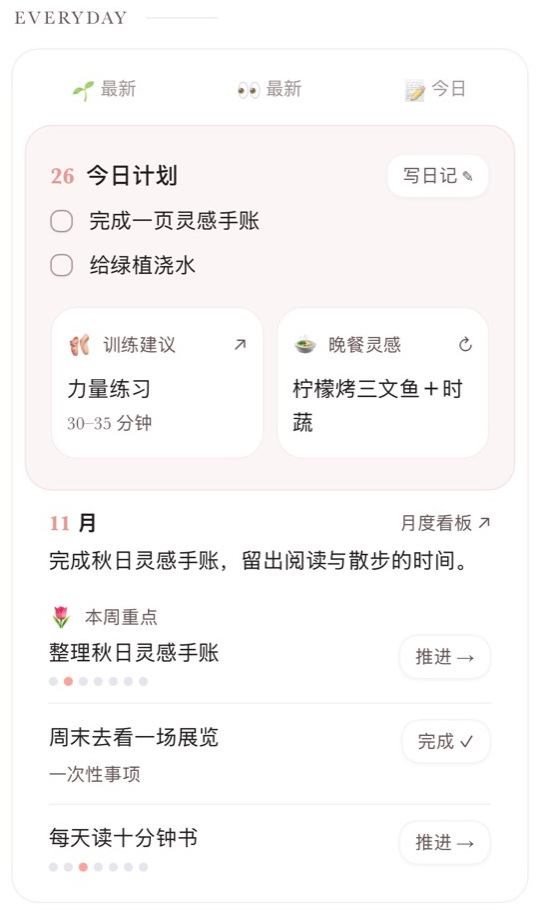 EVERYDAY
最新
最新
今日
26 今日计划
写日记 ✎
完成一页灵感手账
给绿植浇水
训练建议 ↗
力量练习
30–35 分钟
晚餐灵感 ↻
柠檬烤三文鱼＋时
蔬
11 月
月度看板 ↗
完成秋日灵感手账，留出阅读与散步的时间。
本周重点
整理秋日灵感手账
推进 →
周末去看一场展览
一次性事项
完成 ✓
每天读十分钟书
推进 →